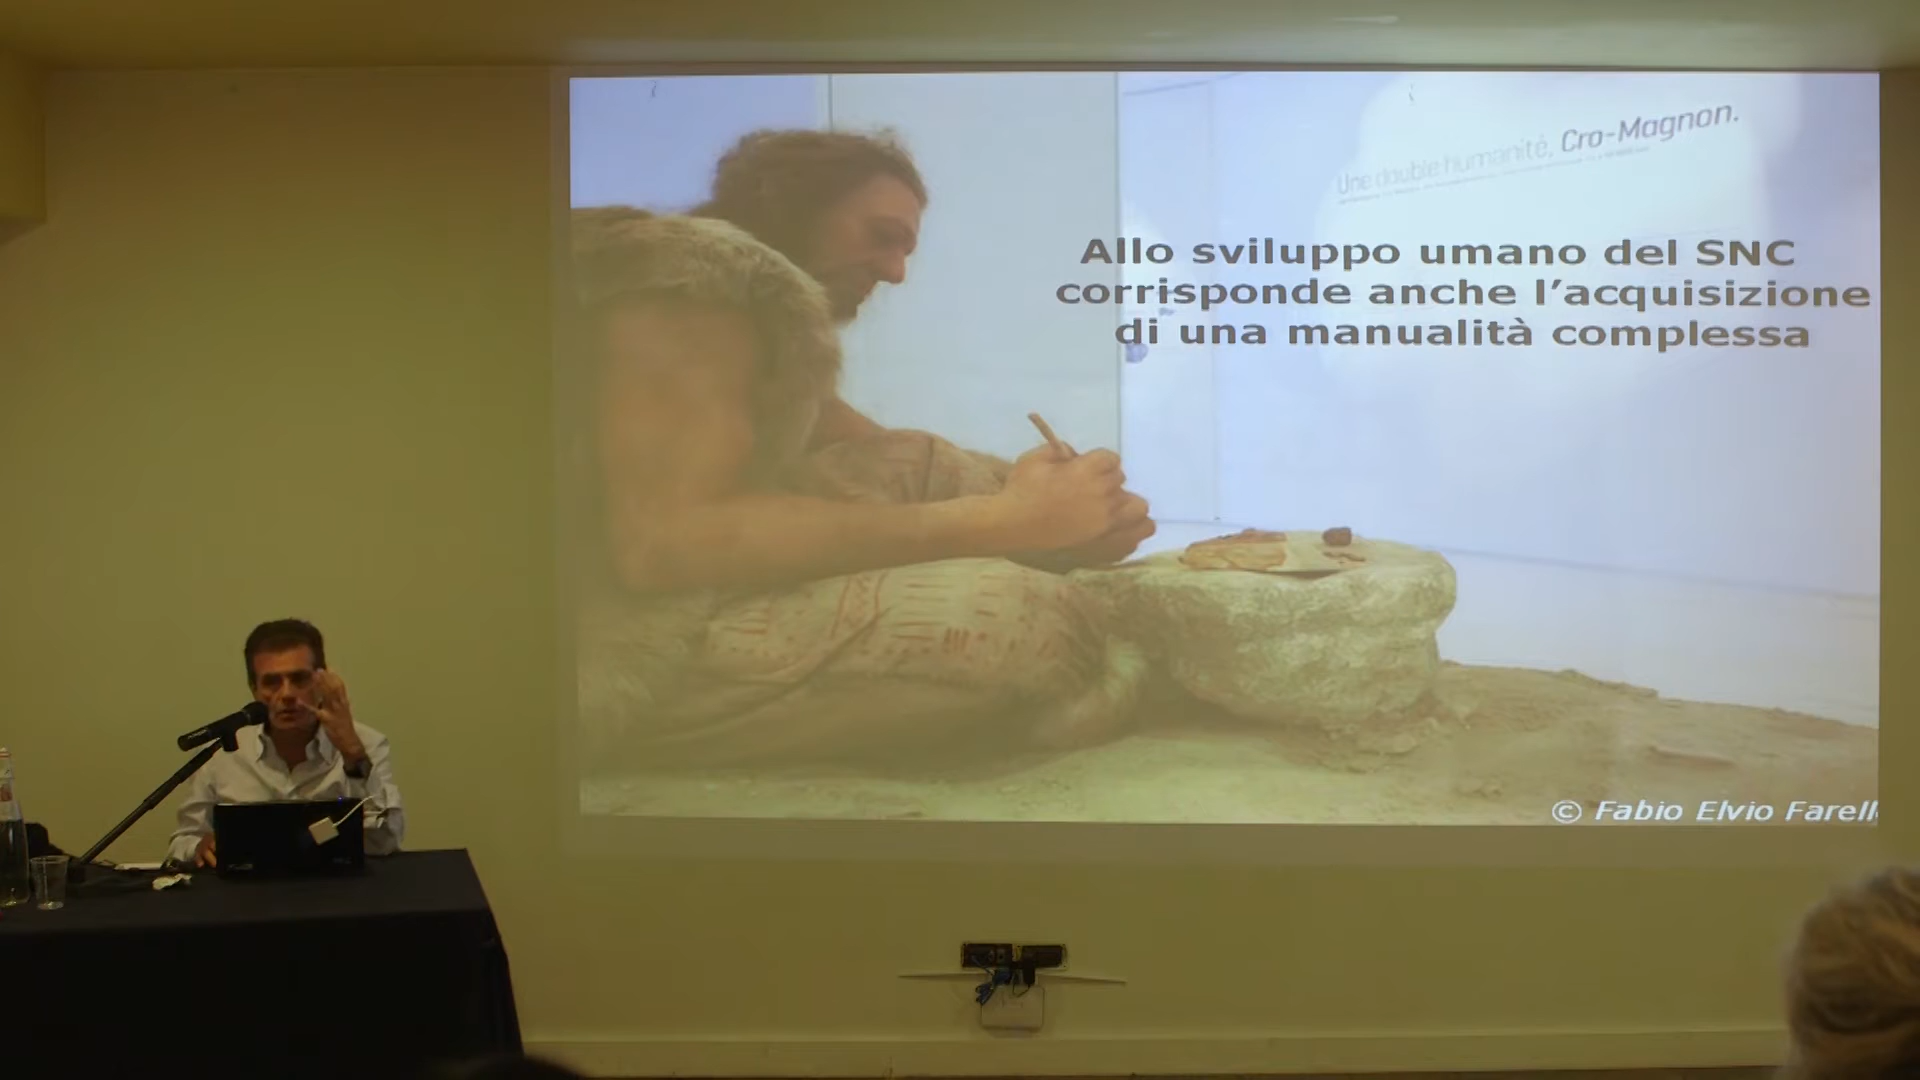 Une double humanité, Cro-Magnon.
Allo sviluppo umano del SNC
corrisponde anche l’acquisizione
di una manualità complessa
© Fabio Elvio Farell